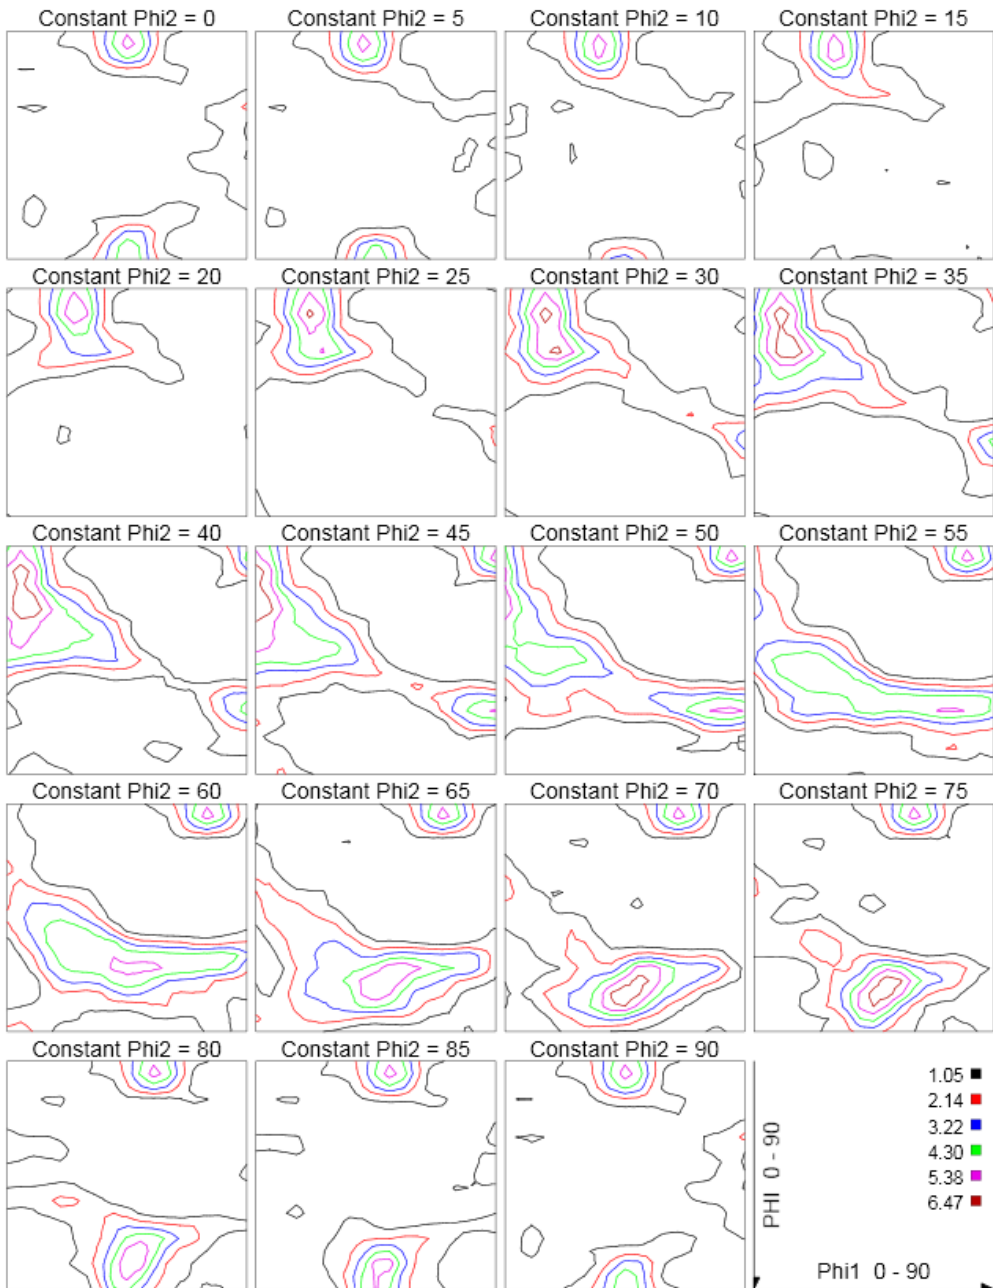 Constant Phi2 = 0
Constant Phi2 = 5
Constant Phi2 = 10
Constant Phi2 = 15
Constant Phi2 = 20
Constant Phi2 = 25
Constant Phi2 = 30
Constant Phi2 = 35
Constant Phi2 = 40
Constant Phi2 = 45
Constant Phi2 = 50
Constant Phi2 = 55
Constant Phi2 = 60
Constant Phi2 = 65
Constant Phi2 = 70
Constant Phi2 = 75
Constant Phi2 = 80
Constant Phi2 = 85
Constant Phi2 = 90
1.05
2.14
3.22
4.30
5.38
6.47
PHI 0 - 90
Phi1 0 - 90